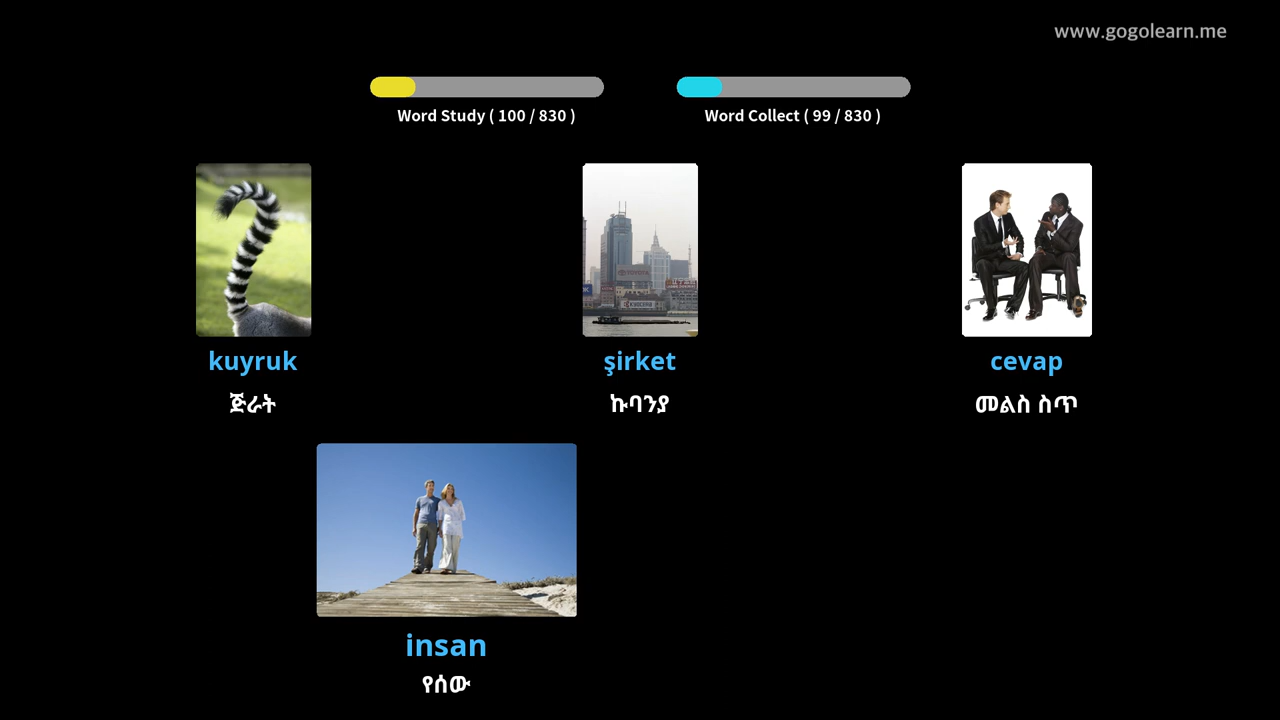 www.gogolearn.me
Word Study ( 100 / 830 )
Word Collect ( 99 / 830 )
TOYOTA
kuyruk
şirket
cevap
ጅራት
ኩባንያ
መልስ ስጥ
insan
የሰው